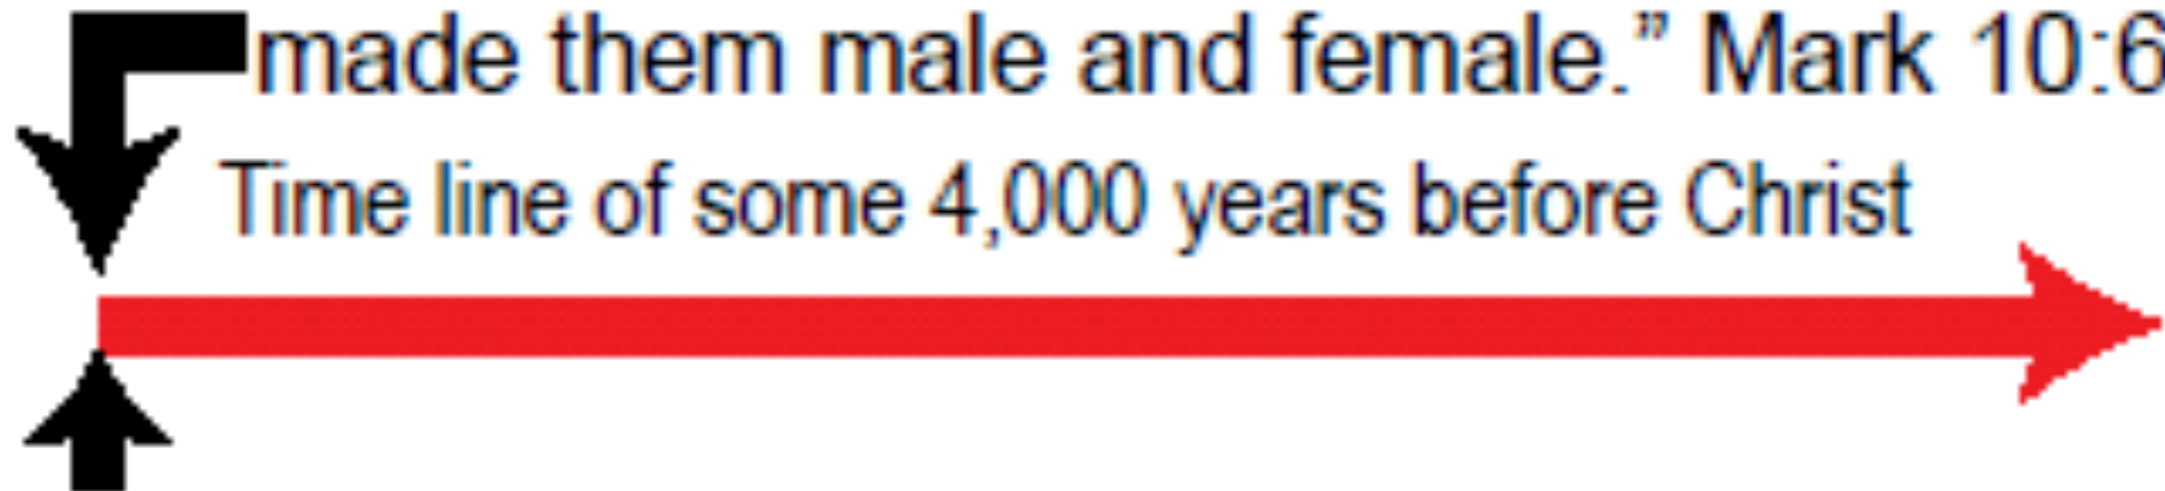 made them male and female.” Mark 10:6
Time line of some 4,000 years before Christ